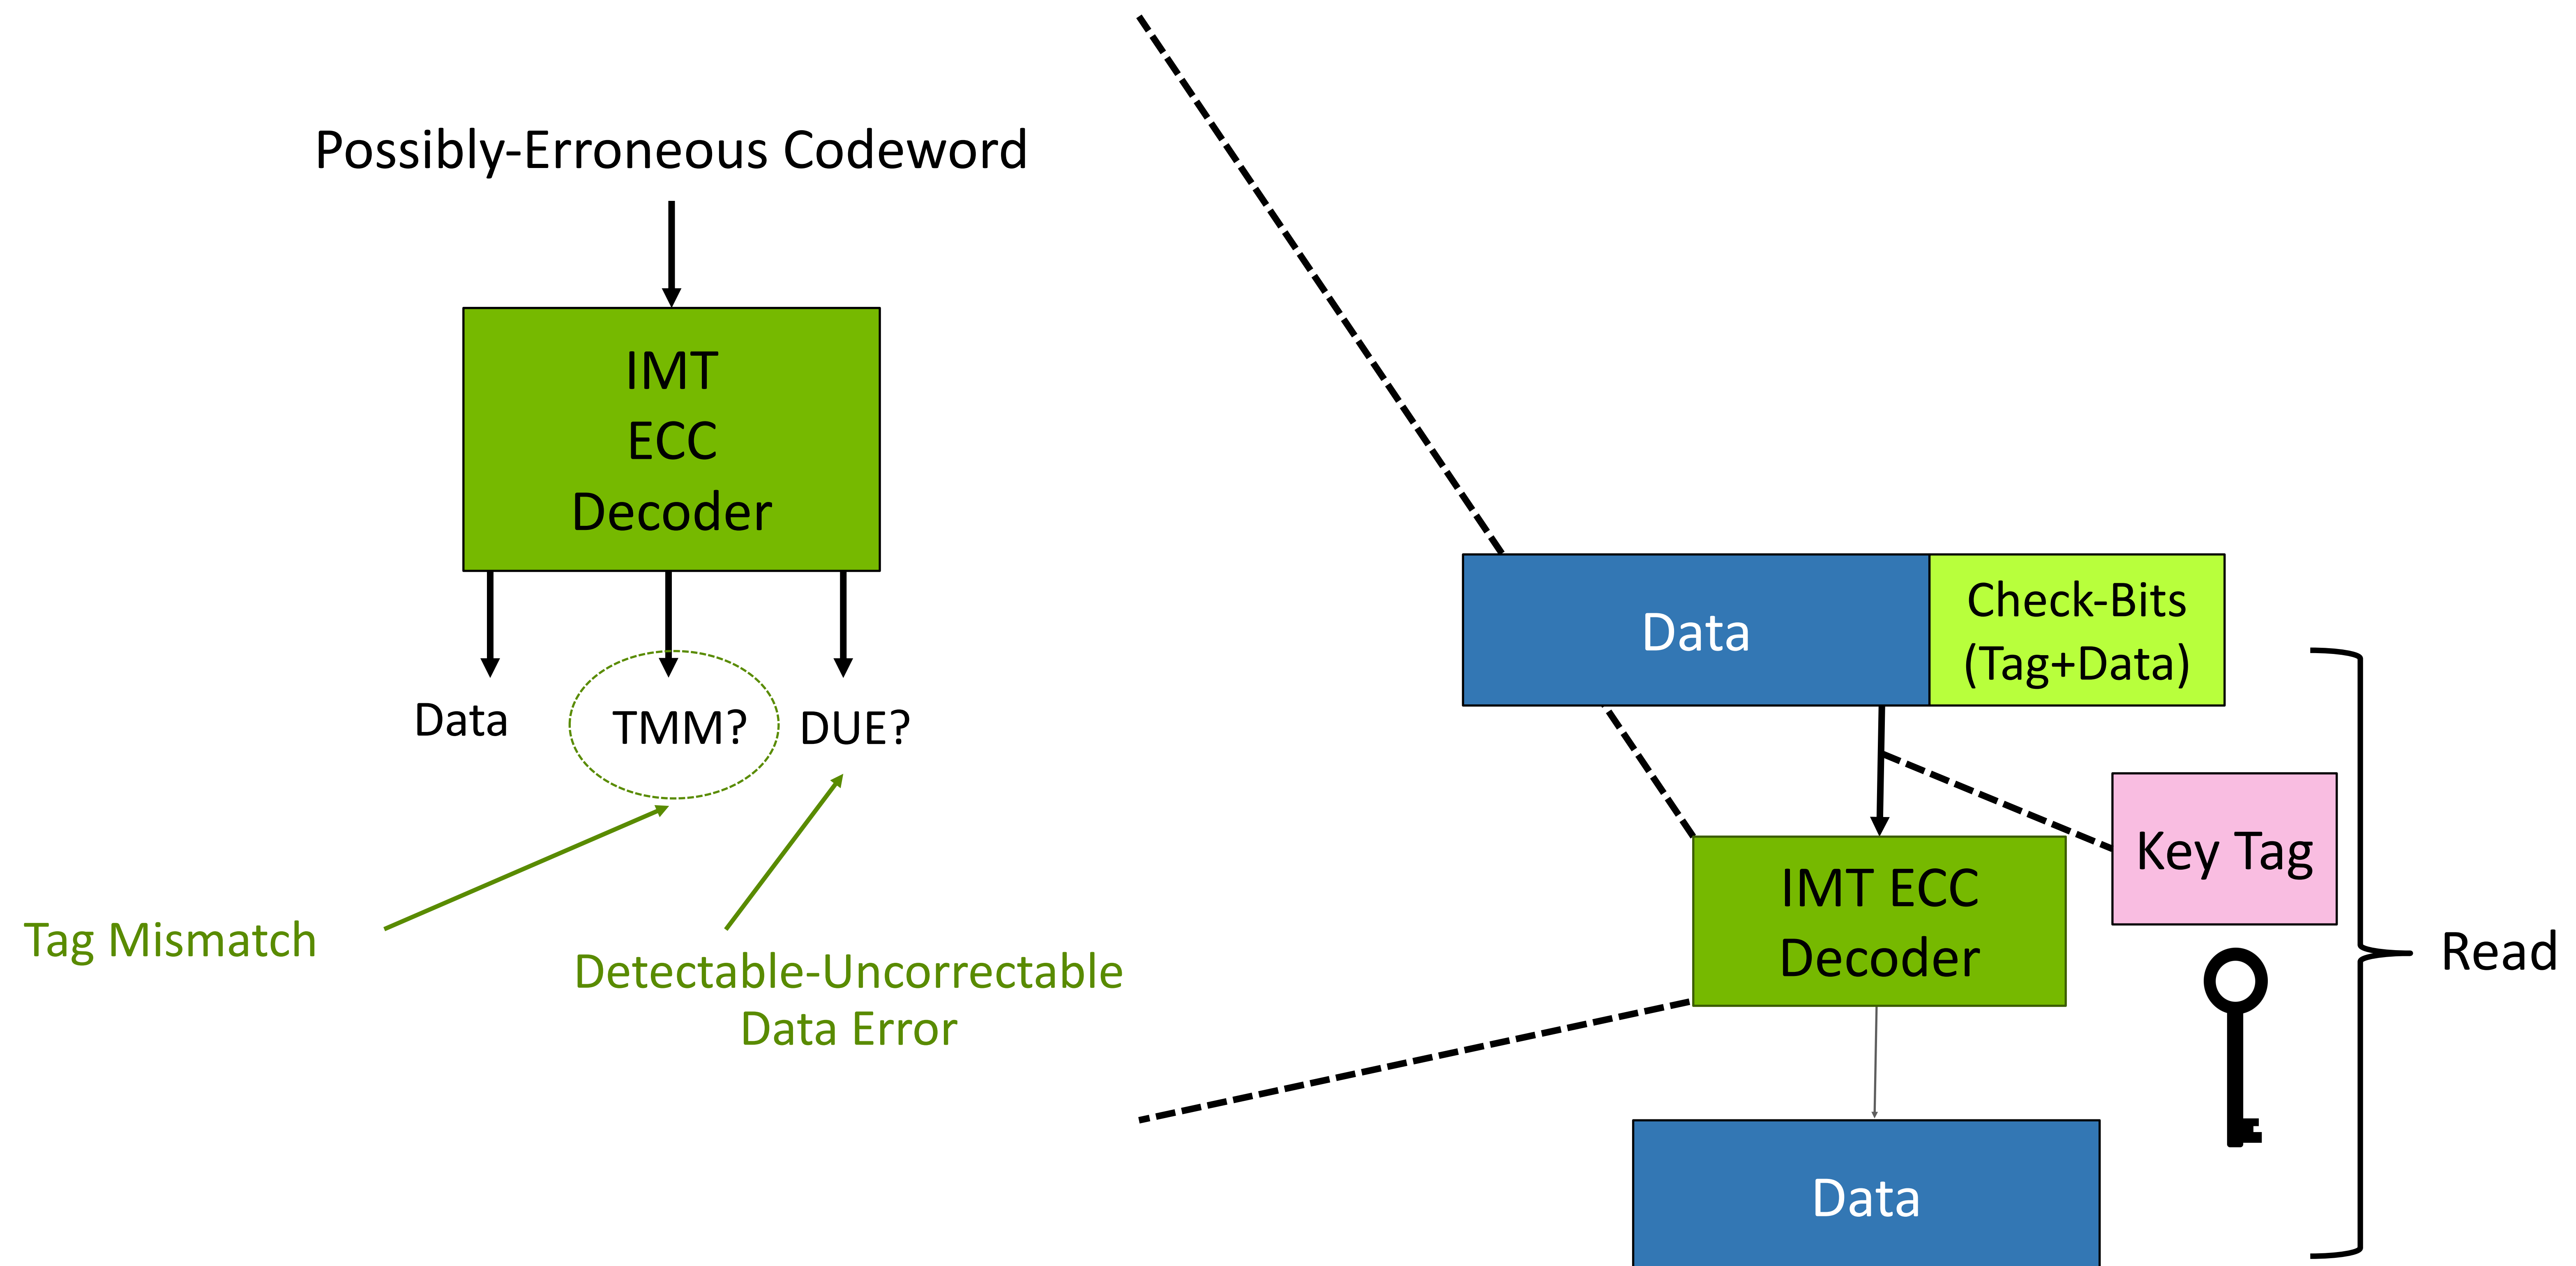 Possibly-Erroneous Codeword
IMT
ECC
Decoder
Data
TMM?
DUE?
Tag Mismatch
Detectable-Uncorrectable
Data Error
Data
Check-Bits
(Tag+Data)
Key Tag
IMT ECC
Decoder
Read
Data